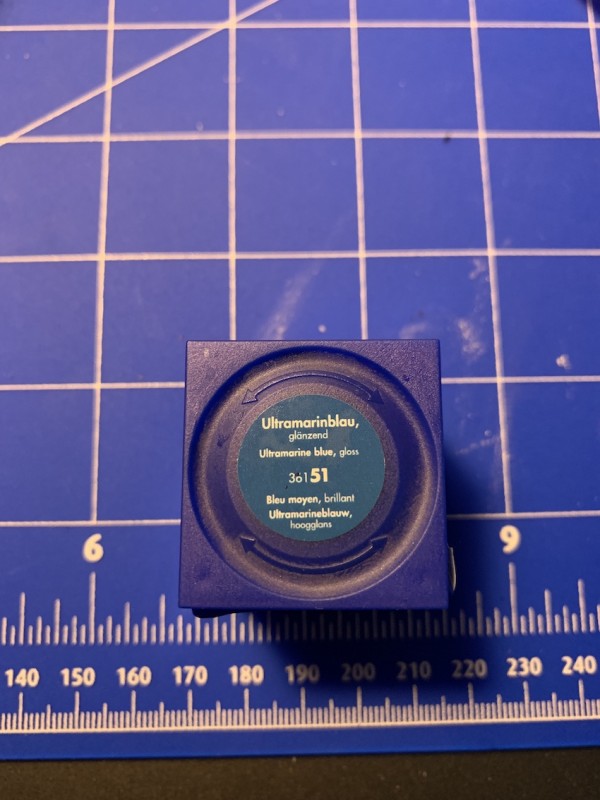 Ultramarinblau,
glänzend
Ultramarine blue, gloss
36151
Bleu moyen, brillant
Ultramarineblauw,
hoogglans
6 9
140 150 160 170 180 190 200 210 220 230 240